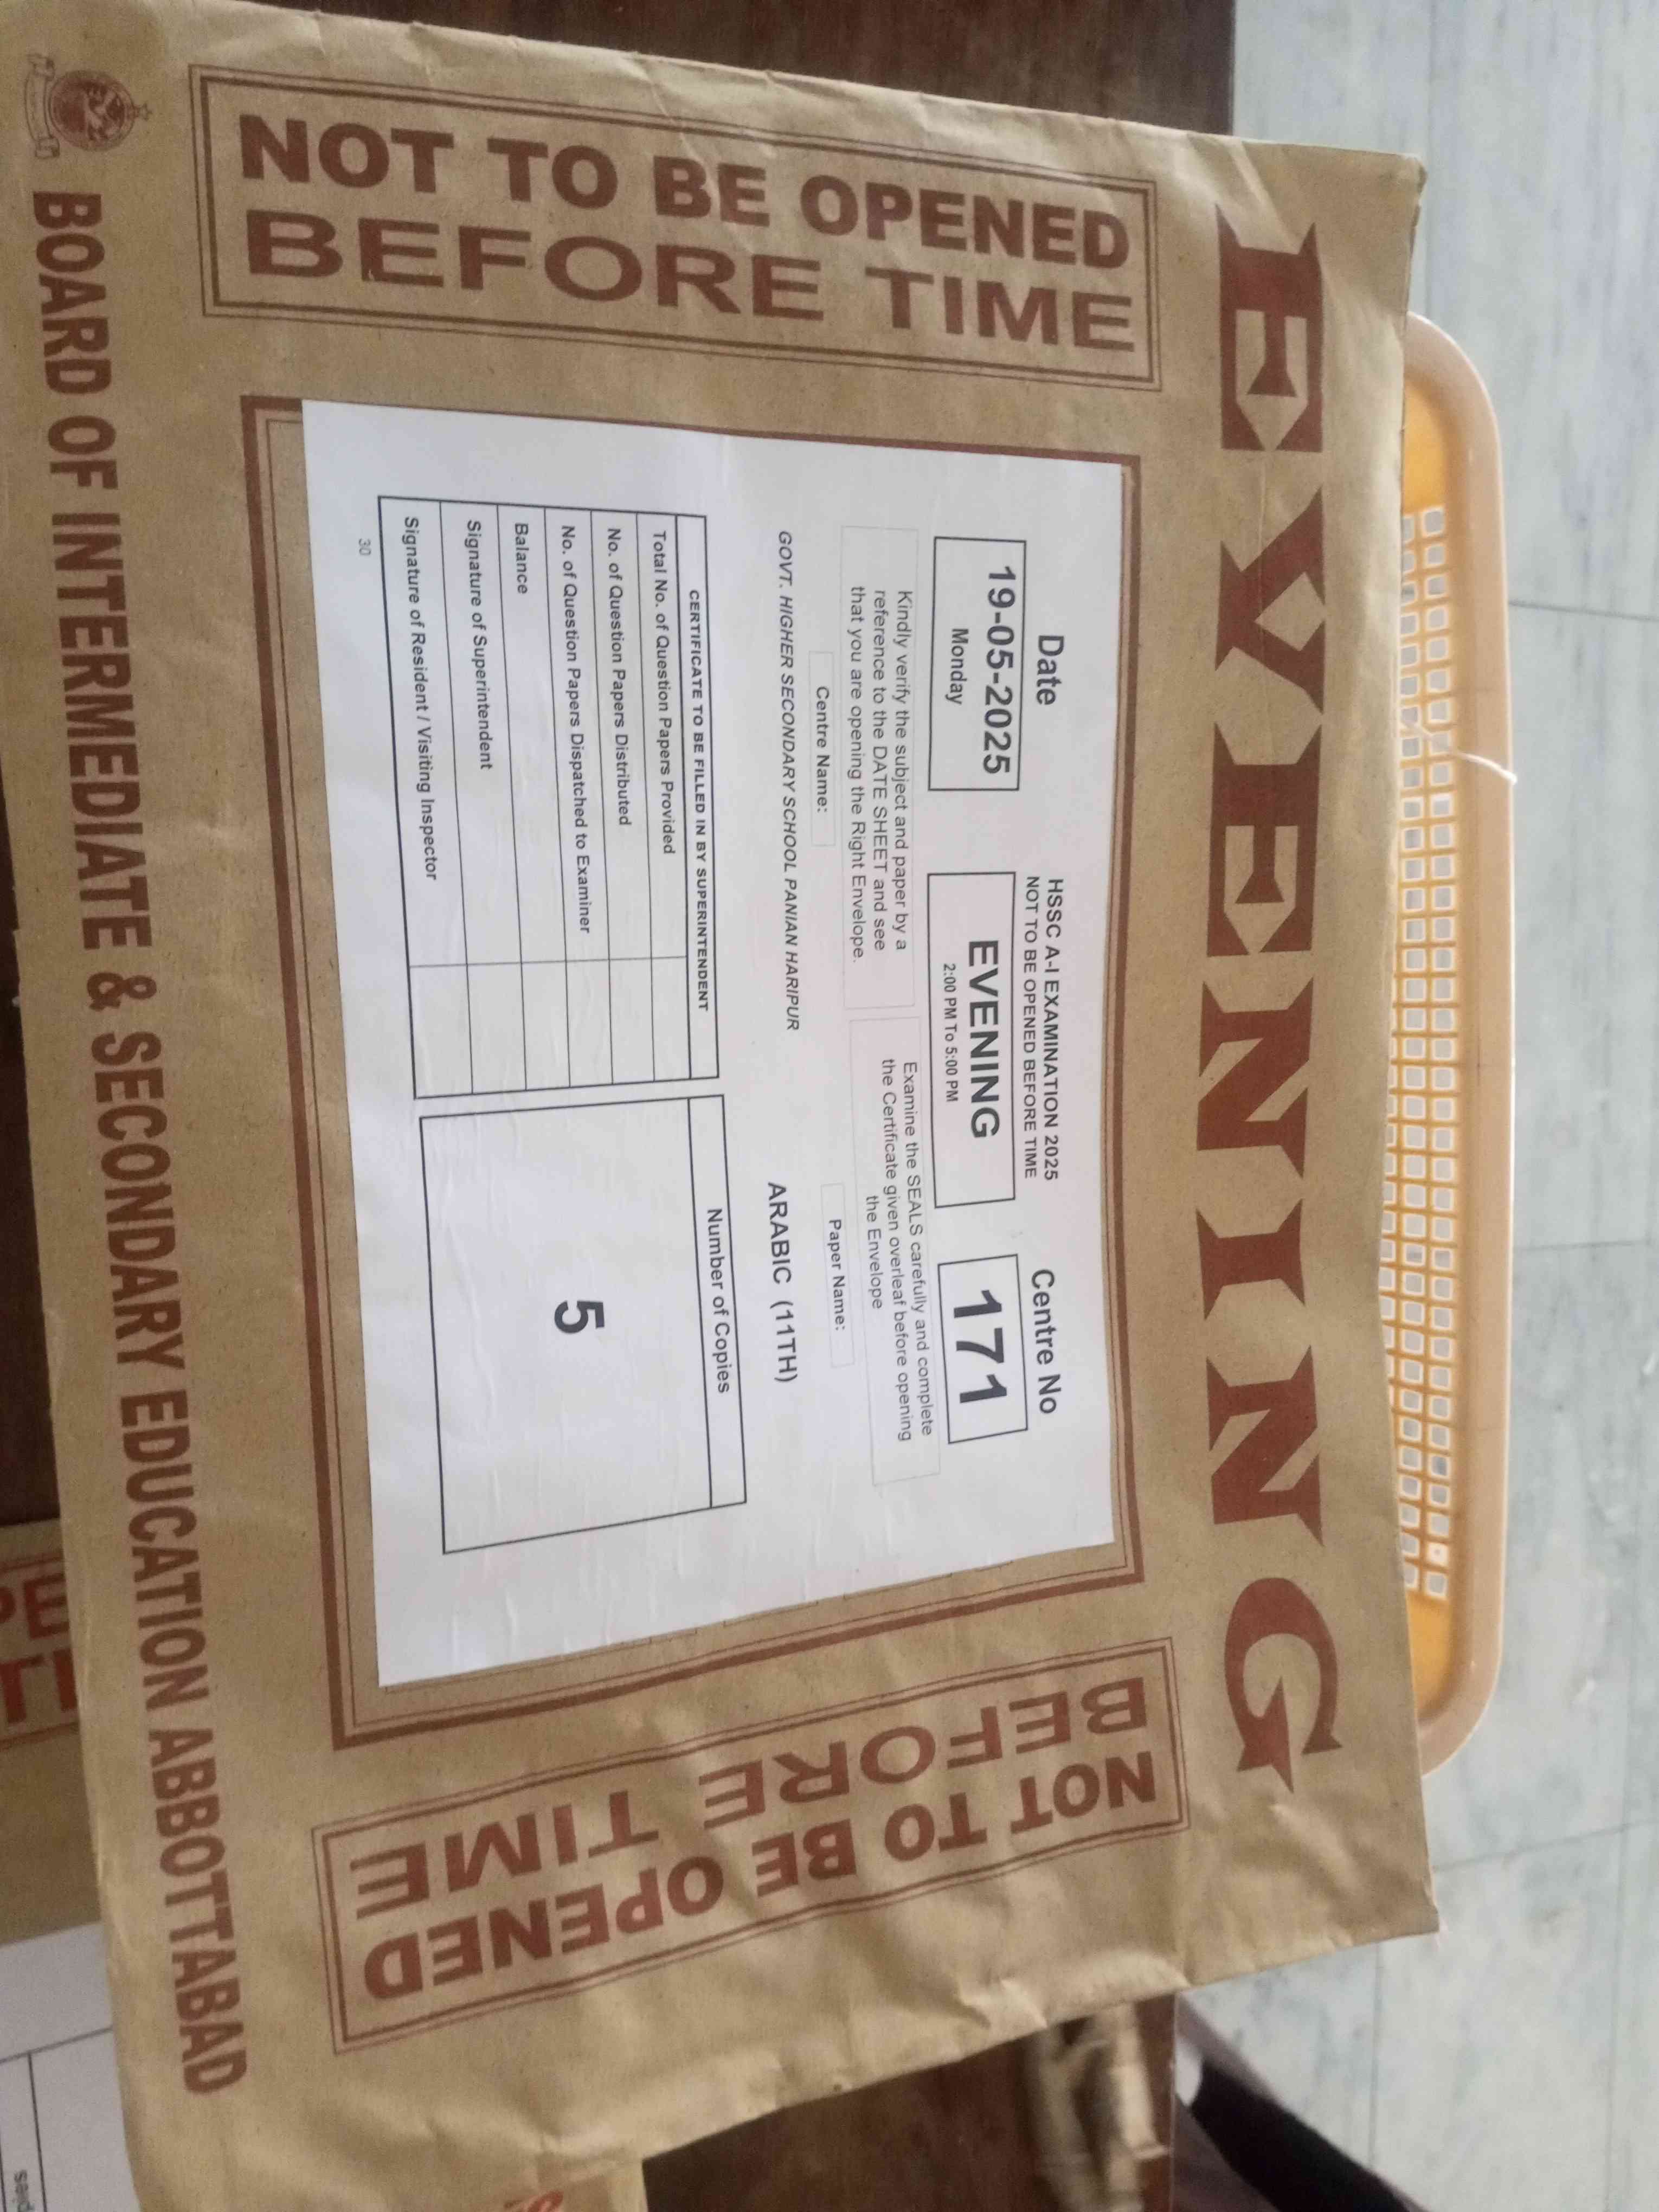 EVENING
NOT TO BE OPENED
BEFORE TIME
Date
19-05-2025
Monday
HSSC A-I EXAMINATION 2025
NOT TO BE OPENED BEFORE TIME
EVENING
2:00 PM To 5:00 PM
Centre No
171
Kindly verify the subject and paper by a
reference to the DATE SHEET and see
that you are opening the Right Envelope.
Examine the SEALS carefully and complete
the Certificate given overleaf before opening
the Envelope
Centre Name:
Paper Name:
GOVT. HIGHER SECONDARY SCHOOL PANIAN HARIPUR
ARABIC (11TH)
CERTIFICATE TO BE FILLED IN BY SUPERINTENDENT
Total No. of Question Papers Provided
No. of Question Papers Distributed
No. of Question Papers Dispatched to Examiner
Balance
Signature of Superintendent
Signature of Resident / Visiting Inspector
Number of Copies
5
30
NOT TO BE OPENED
BEFORE TIME
BOARD OF INTERMEDIATE & SECONDARY EDUCATION ABBOTTABAD